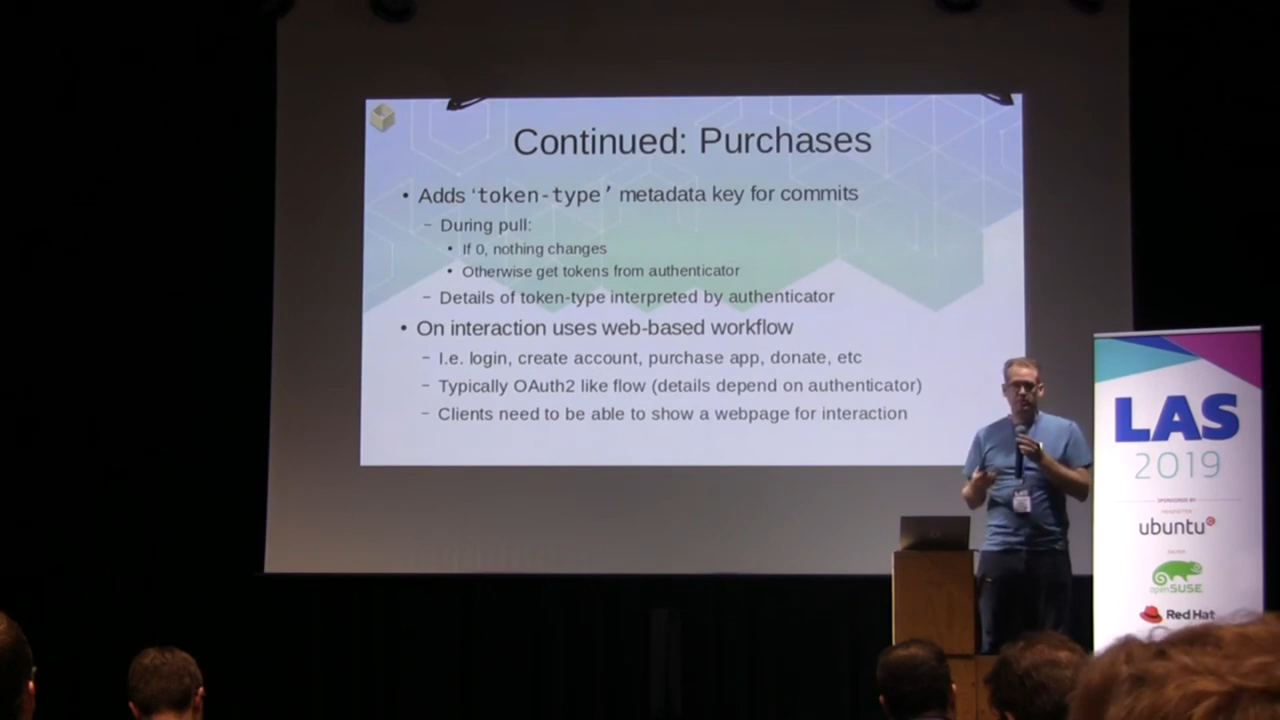 Continued: Purchases
• Adds ‘token-type’ metadata key for commits
– During pull:
• If 0, nothing changes
• Otherwise get tokens from authenticator
– Details of token-type interpreted by authenticator
• On interaction uses web-based workflow
– I.e. login, create account, purchase app, donate, etc
– Typically OAuth2 like flow (details depend on authenticator)
– Clients need to be able to show a webpage for interaction
LAS
2019
SPONSORED BY
ubuntu
openSUSE
Red Hat
LAS